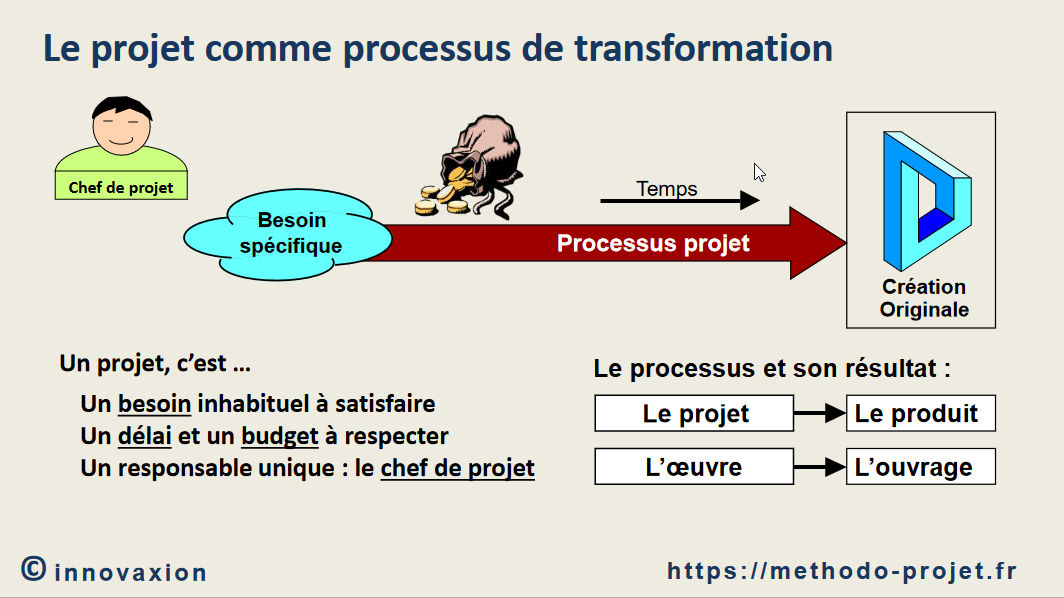 Le projet comme processus de transformation
Chef de projet
Besoin
spécifique
Temps
Processus projet
Création
Originale
Un projet, c’est ...
Un besoin inhabituel à satisfaire
Un délai et un budget à respecter
Un responsable unique : le chef de projet
Le processus et son résultat :
Le projet
Le produit
L’œuvre
L’ouvrage
© innovaxion
https://methodo-projet.fr